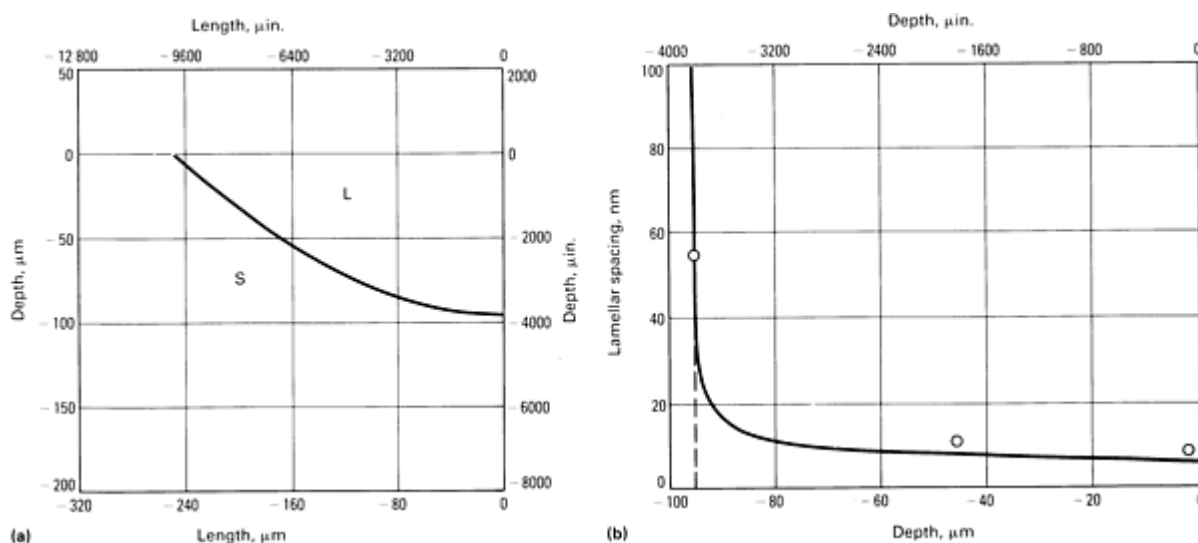 Length, μin.
−12 800 −9600 −6400 −3200 0
50 2000
0 0
L
−50 −2000
S
−100 −4000
−150 −6000
−200 −8000
−320 −240 −160 −80 0
Depth, μm
Depth, μin.
(a) Length, μm
Depth, μin.
−4000 −3200 −2400 −1600 −800 0
100
80
60
40
20
0
−100 −80 −60 −40 −20 0
Lamellar spacing, nm
(b) Depth, μm